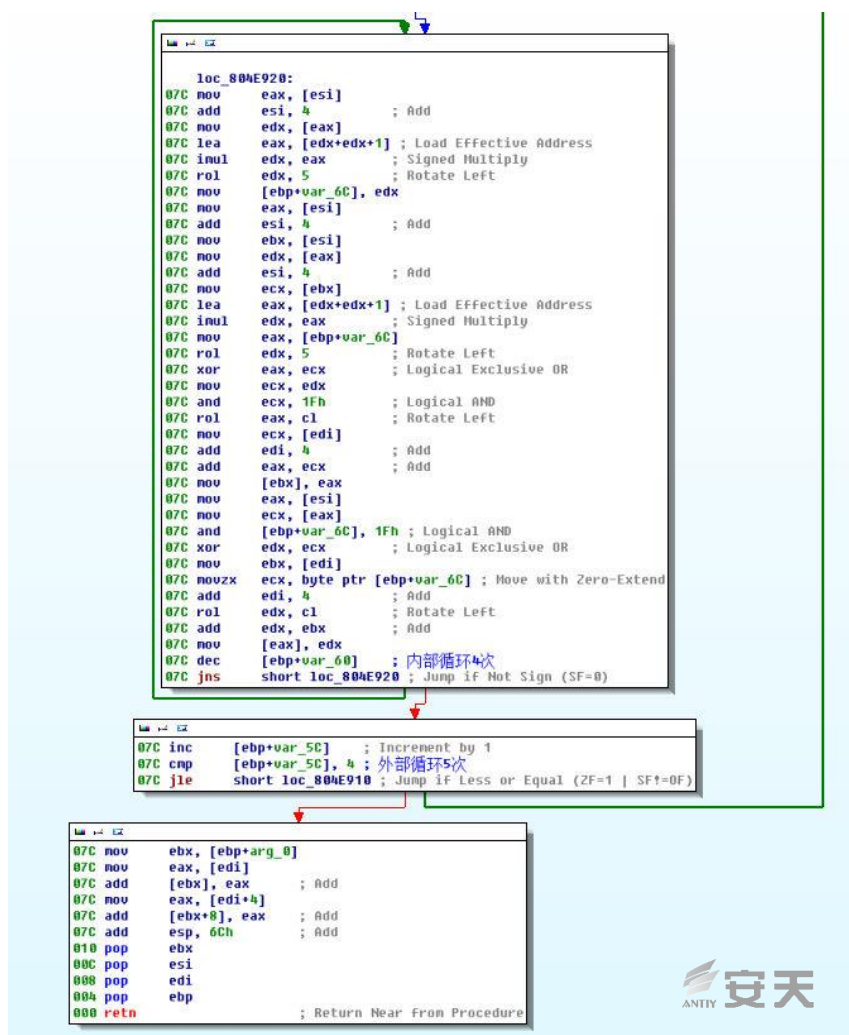 loc_804E920:
07C mov eax, [esi]
07C add esi, 4 ; Add
07C mov edx, [eax]
07C lea eax, [edx+edx+1] ; Load Effective Address
07C imul edx, eax ; Signed Multiply
07C rol edx, 5 ; Rotate Left
07C mov [ebp+var_6C], edx
07C mov eax, [esi]
07C add esi, 4 ; Add
07C mov ebx, [esi]
07C mov edx, [eax]
07C add esi, 4 ; Add
07C mov ecx, [ebx]
07C lea eax, [edx+edx+1] ; Load Effective Address
07C imul edx, eax ; Signed Multiply
07C mov eax, [ebp+var_6C]
07C rol edx, 5 ; Rotate Left
07C xor eax, ecx ; Logical Exclusive OR
07C mov ecx, edx
07C and ecx, 1Fh ; Logical AND
07C rol eax, cl ; Rotate Left
07C mov ecx, [edi]
07C add edi, 4 ; Add
07C add eax, ecx ; Add
07C mov [ebx], eax
07C mov eax, [esi]
07C mov ecx, [eax]
07C and [ebp+var_6C], 1Fh ; Logical AND
07C xor edx, ecx ; Logical Exclusive OR
07C mov ebx, [edi]
07C movzx ecx, byte ptr [ebp+var_6C] ; Move with Zero-Extend
07C add edi, 4 ; Add
07C rol edx, cl ; Rotate Left
07C add edx, ebx ; Add
07C mov [eax], edx
07C dec [ebp+var_60] ; 内部循环4次
07C jns short loc_804E920 ; Jump if Not Sign (SF=0)
07C inc [ebp+var_5C] ; Increment by 1
07C cmp [ebp+var_5C], 4 ; 外部循环5次
07C jle short loc_804E910 ; Jump if Less or Equal (ZF=1 | SF!=OF)
07C mov ebx, [ebp+arg_0]
07C mov eax, [edi]
07C add [ebx], eax ; Add
07C mov eax, [edi+4]
07C add [ebx+8], eax ; Add
07C add esp, 6Ch ; Add
010 pop ebx
00C pop esi
008 pop edi
004 pop ebp
000 retn ; Return Near from Procedure
ANTIY 安天